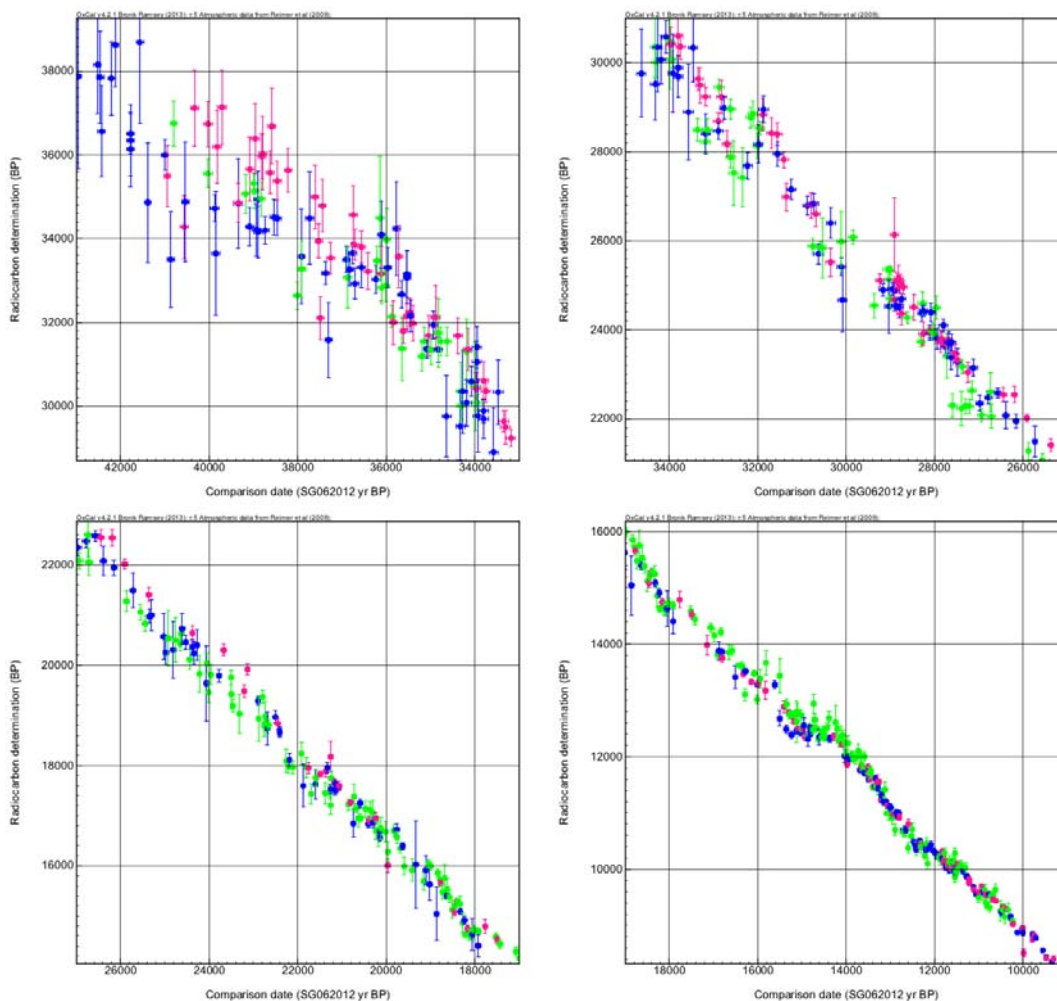 OxCal v4.2.1 Bronk Ramsey (2013); r:5 Atmospheric data from Reimer et al (2009);
Radiocarbon determination (BP)
38000
36000
34000
32000
30000
42000 40000 38000 36000 34000
Comparison date (SG062012 yr BP)
OxCal v4.2.1 Bronk Ramsey (2013); r:5 Atmospheric data from Reimer et al (2009);
Radiocarbon determination (BP)
30000
28000
26000
24000
22000
34000 32000 30000 28000 26000
Comparison date (SG062012 yr BP)
OxCal v4.2.1 Bronk Ramsey (2013); r:5 Atmospheric data from Reimer et al (2009);
Radiocarbon determination (BP)
22000
20000
18000
16000
26000 24000 22000 20000 18000
Comparison date (SG062012 yr BP)
OxCal v4.2.1 Bronk Ramsey (2013); r:5 Atmospheric data from Reimer et al (2009);
Radiocarbon determination (BP)
16000
14000
12000
10000
18000 16000 14000 12000 10000
Comparison date (SG062012 yr BP)